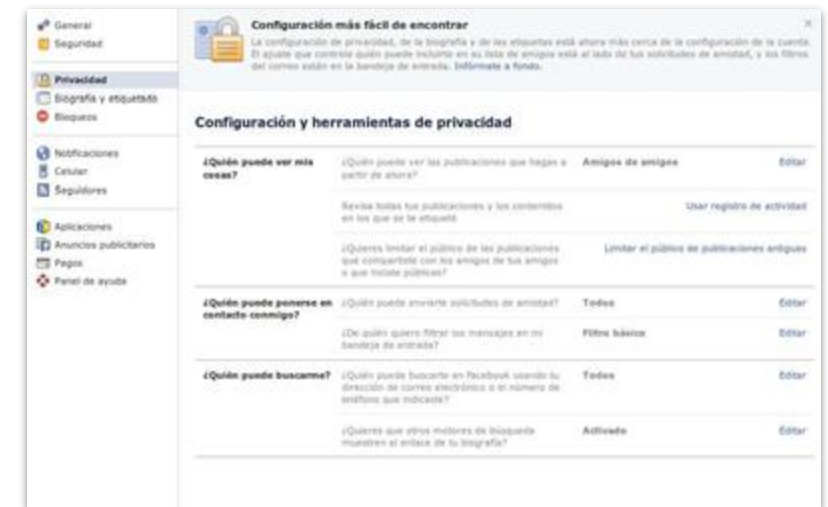 General
Seguridad
Privacidad
Biografía y etiquetado
Bloqueos
Notificaciones
Celular
Seguidores
Aplicaciones
Anuncios publicitarios
Pagos
Panel de ayuda
Configuración más fácil de encontrar
La configuración de privacidad, de la biografía y de las etiquetas está ahora más cerca de la configuración de la cuenta.
El ajuste que controla quién puede incluirte en su lista de amigos está al lado de tus solicitudes de amistad, y los filtros
del correo están en la bandeja de entrada. Infórmate a fondo.
Configuración y herramientas de privacidad
¿Quién puede ver mis
cosas?
¿Quién puede ver las publicaciones que hagas a
partir de ahora?
Amigos de amigos
Editar
Revisa todas tus publicaciones y los contenidos
en los que se te etiquetó
Usar registro de actividad
¿Quieres limitar el público de las publicaciones
que compartiste con los amigos de tus amigos
o que hiciste públicas?
Limitar el público de publicaciones antiguas
¿Quién puede ponerse en
contacto conmigo?
¿Quién puede enviarte solicitudes de amistad?
Todos
Editar
¿De quién quiero filtrar los mensajes en mi
bandeja de entrada?
Filtro básico
Editar
¿Quién puede buscarme?
¿Quién puede buscarte en Facebook usando tu
dirección de correo electrónico o el número de
teléfono que indicaste?
Todos
Editar
¿Quieres que otros motores de búsqueda
muestren el enlace de tu biografía?
Activado
Editar